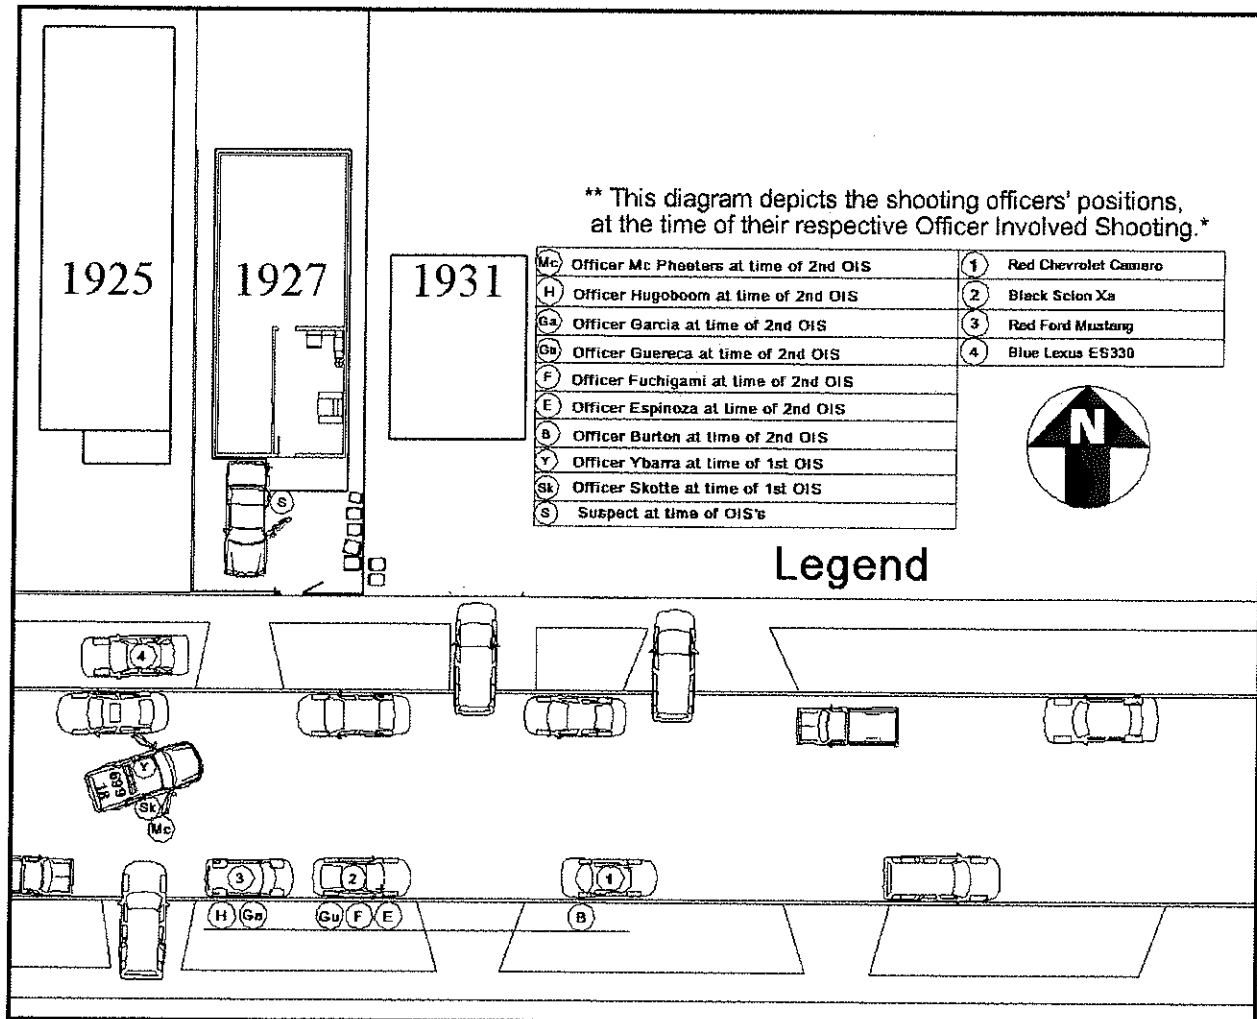 1925
1927
1931
** This diagram depicts the shooting officers' positions,
at the time of their respective Officer Involved Shooting.*
Mc Officer Mc Pheeters at time of 2nd OIS
H Officer Hugoboom at time of 2nd OIS
Ga Officer Garcia at time of 2nd OIS
Gu Officer Guereca at time of 2nd OIS
F Officer Fuchigami at time of 2nd OIS
E Officer Espinoza at time of 2nd OIS
B Officer Burton at time of 2nd OIS
Y Officer Ybarra at time of 1st OIS
Sk Officer Skotte at time of 1st OIS
S Suspect at time of OIS's
1 Red Chevrolet Camaro
2 Black Scion Xa
3 Red Ford Mustang
4 Blue Lexus ES330
N
Legend
S
4
Y
18
669
Sk
Mc
3
2
1
H Ga
Gu F E
B